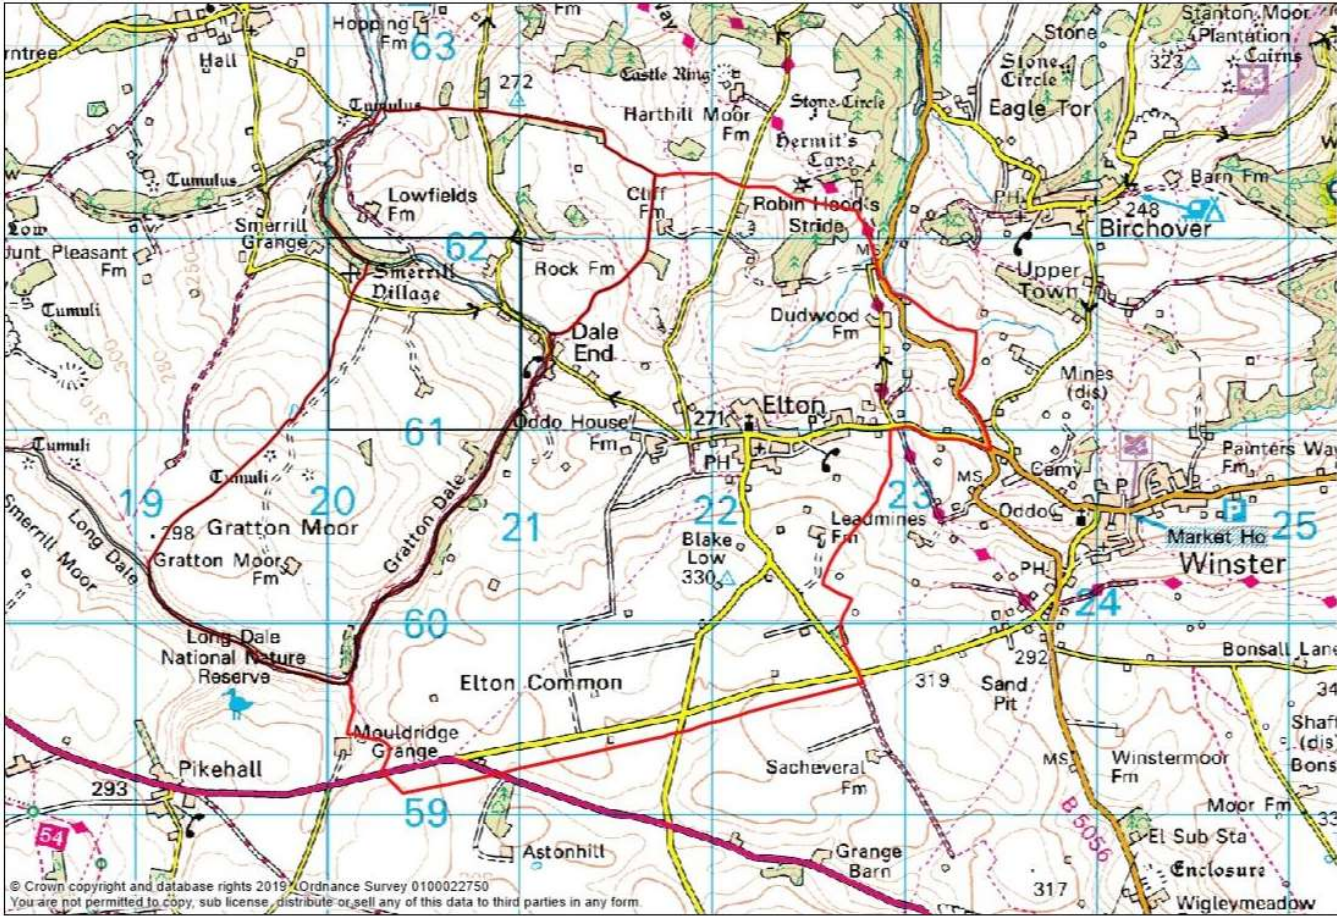 Hopping
Fm
Fm
Way
Stanton Moor
Plantation
Cairns
Stone
Stone
Circle
63
Hall
272
Castle Ring
323
Tumulus
Harthill Moor
Fm
Stone Circle
Eagle Tor
Hermit's
Cave
Tumulus
Lowfields
Fm
Cliff
Fm
Robin Hood's
Stride
PH
Barn Fm
248
Birchover
Low
Smerrill
Grange
62
Rock Fm
Smerrill
Village
MS
Upper
Town
Fm
Tumuli
Dale
End
Dudwood
Fm
Mines
(dis)
Elton
61
271
Oddo House
Fm
PH
Painters Way
Fm
Tumuli
Tumuli
MS
Cemy
P
19
20
21
22
23
Oddo
25
Smerrill Moor
Long Dale
298
Gratton Moor
Gratton Dale
Leadmines
Fm
Market Ho
Gratton Moor
Fm
Blake
Low
330
Winster
PH
24
60
Long Dale
National Nature
Reserve
292
Bonsall Lane
Elton Common
319
Sand
Pit
Mouldridge
Grange
Pikehall
Sacheveral
Fm
MS
Winstermoor
Fm
293
59
Moor Fm
B 5056
54
El Sub Sta
Astonhill
Grange
Barn
Enclosure
317
Wigleymeadow
© Crown copyright and database rights 2019 Ordnance Survey 0100022750
You are not permitted to copy, sub license, distribute or sell any of this data to third parties in any form.